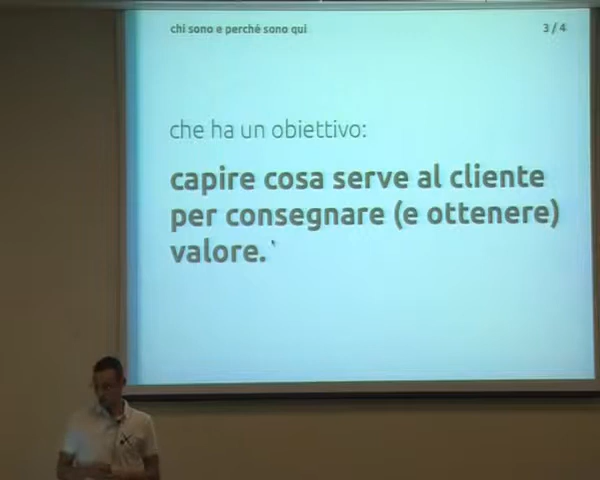 chi sono e perché sono qui
3 / 4
che ha un obiettivo:
capire cosa serve al cliente
per consegnare (e ottenere)
valore.